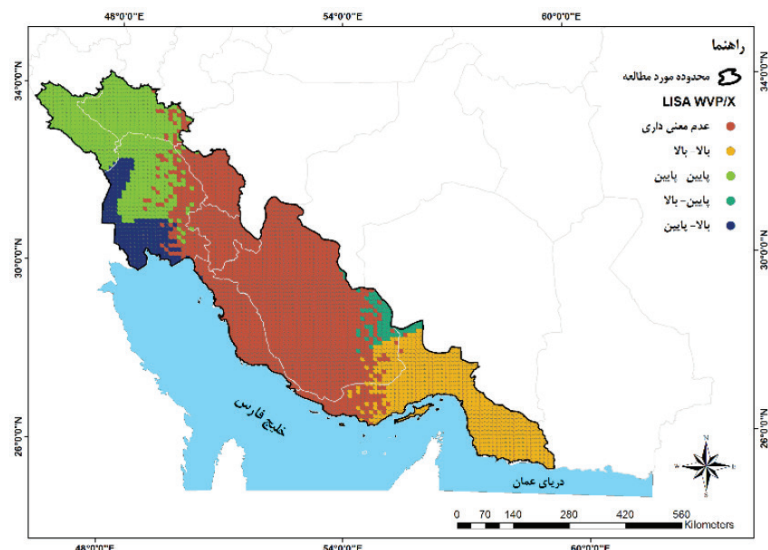 48°0'0"E
54°0'0"E
60°0'0"E
34°0'0"N
34°0'0"N
راهنما
محدوده مورد مطالعه
LISA WVP/X
عدم معنی داری
بالا- بالا
پایین - پایین
پایین- بالا
بالا- پایین
30°0'0"N
30°0'0"N
26°0'0"N
26°0'0"N
خلیج فارس
دریای عمان
N
W
E
S
0 70 140 280 420 560
Kilometers
48°0'0"E
54°0'0"E
60°0'0"E